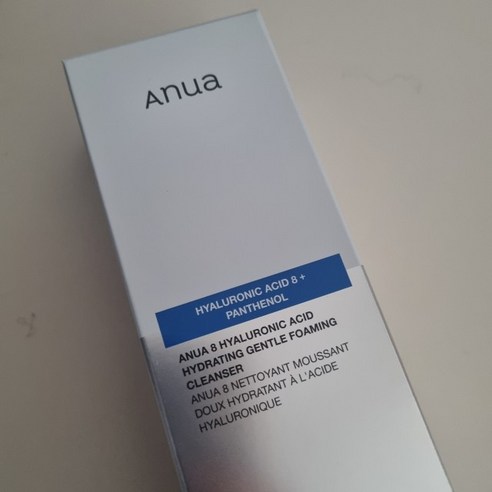 Anua
HYALURONIC ACID 8 +
PANTHENOL
ANUA 8 HYALURONIC ACID
HYDRATING GENTLE FOAMING
CLEANSER
ANUA 8 NETTOYANT MOUSSANT
DOUX HYDRATANT À L'ACIDE
HYALURONIQUE